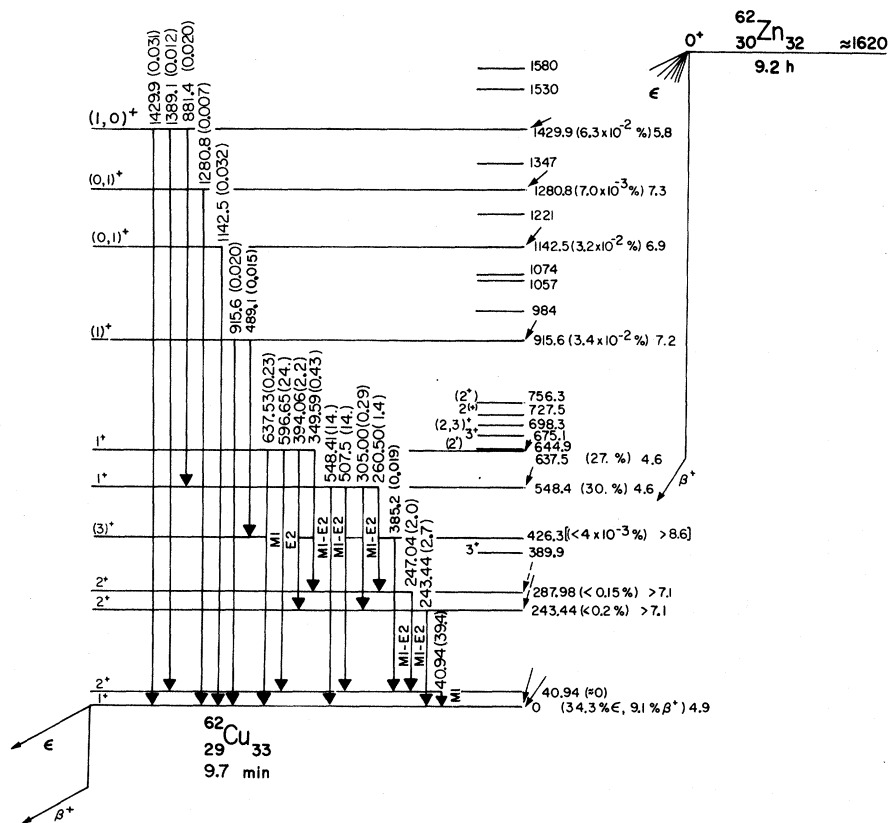 62
30 Zn 32
0+
≈1620
9.2 h
ϵ
β+
1580
1530
1429.9 (0.031)
1389.1 (0.012)
881.4 (0.020)
(1,0)+
1429.9 (6.3 x 10-2 %) 5.8
1347
1280.8 (0.007)
(0,1)+
1280.8 (7.0x10-3%) 7.3
1221
1142.5 (0.032)
(0,1)+
1142.5 (3.2x10-2 %) 6.9
1074
1057
984
915.6 (0.020)
489.1 (0.015)
(1)+
915.6 (3.4 x 10-2 %) 7.2
637.53 (0.23)
596.65 (24.)
394.06 (2.2)
349.59 (0.43)
(2+) 756.3
2(+) 727.5
(2,3)+ 698.3
3+ 675.1
(2+) 644.9
1+
637.5 (27. %) 4.6
548.41 (14.)
507.5 (14.)
305.00 (0.29)
260.50 (1.4)
1+
548.4 (30. %) 4.6
385.2 (0.019)
(3)+
M1
E2
M1-E2
M1-E2
M1-E2
426.3 [(<4 x 10-3%) >8.6]
3+ 389.9
247.04 (2.0)
243.44 (2.7)
2+
287.98 (<0.15%) >7.1
2+
243.44 (<0.2%) >7.1
M1-E2
M1-E2
40.94 (39.4)
M1
2+
40.94 (≈0)
1+
0 (34.3%ϵ, 9.1%β+) 4.9
62
29 Cu 33
9.7 min
ϵ
β+